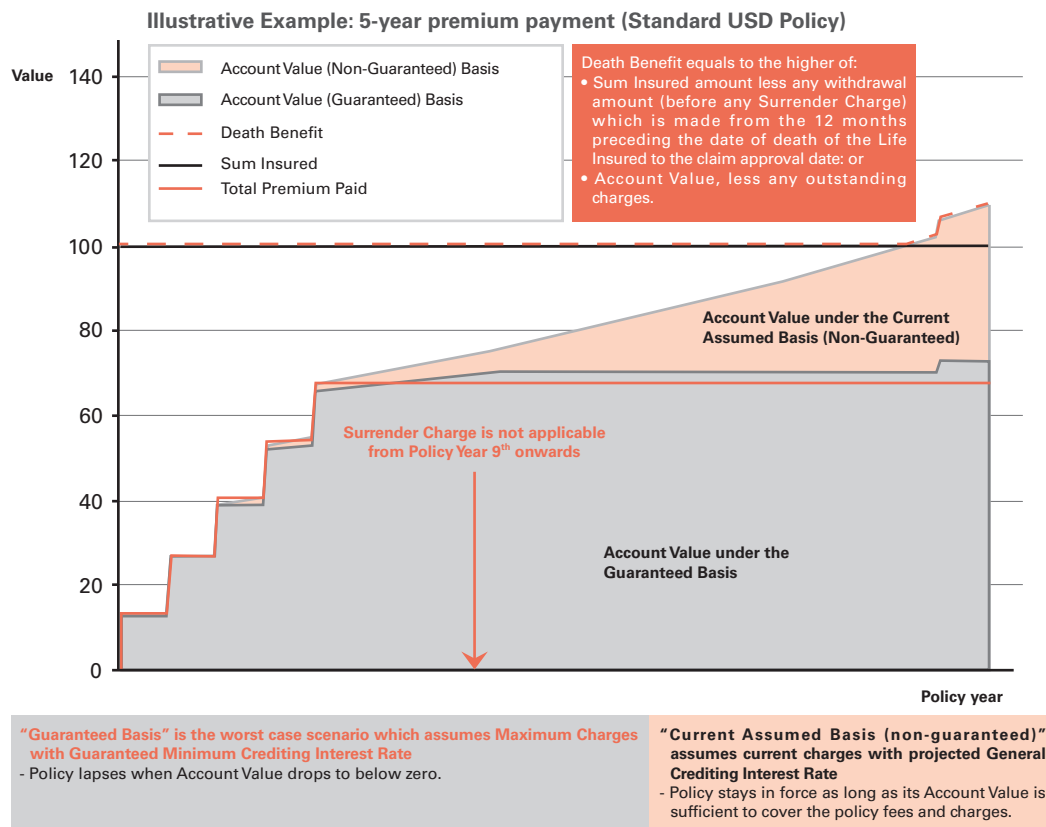 Illustrative Example: 5-year premium payment (Standard USD Policy)
Value
140
120
100
80
60
40
20
0
Account Value (Non-Guaranteed) Basis
Account Value (Guaranteed) Basis
Death Benefit
Sum Insured
Total Premium Paid
Death Benefit equals to the higher of:
• Sum Insured amount less any withdrawal
amount (before any Surrender Charge)
which is made from the 12 months
preceding the date of death of the Life
Insured to the claim approval date: or
• Account Value, less any outstanding
charges.
Account Value under the Current
Assumed Basis (Non-Guaranteed)
Surrender Charge is not applicable
from Policy Year 9th onwards
Account Value under the
Guaranteed Basis
Policy year
“Guaranteed Basis” is the worst case scenario which assumes Maximum Charges
with Guaranteed Minimum Crediting Interest Rate
- Policy lapses when Account Value drops to below zero.
“Current Assumed Basis (non-guaranteed)”
assumes current charges with projected General
Crediting Interest Rate
- Policy stays in force as long as its Account Value is
sufficient to cover the policy fees and charges.